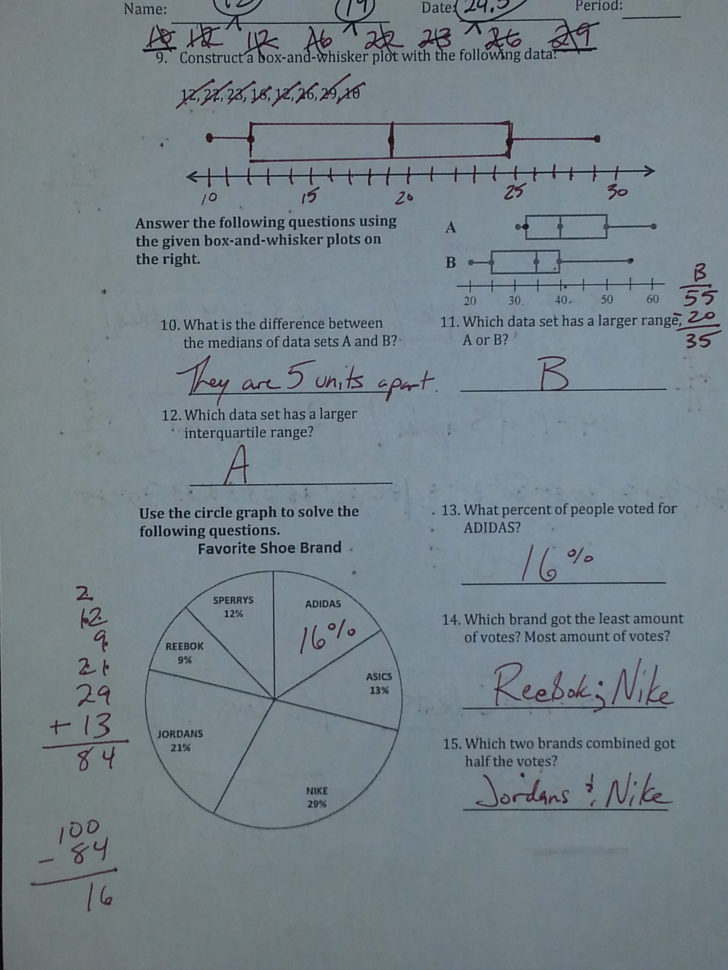 12 19 24.5
Name: Date: Period:
10 12 12 16 22 23 26 29
9. Construct a box-and-whisker plot with the following data.
12, 22, 23, 16, 12, 26, 29, 10
10 15 20 25 30
Answer the following questions using
the given box-and-whisker plots on
the right.
A
B
20 30 40 50 60
B
55
- 20
35
10. What is the difference between
the medians of data sets A and B?
They are 5 units apart.
11. Which data set has a larger range,
A or B?
B
12. Which data set has a larger
interquartile range?
A
Use the circle graph to solve the
following questions.
Favorite Shoe Brand
SPERRYS
12%
ADIDAS
16%
REEBOK
9%
ASICS
13%
JORDANS
21%
NIKE
29%
2
12
9
21
29
+ 13
84
100
- 84
16
13. What percent of people voted for
ADIDAS?
16%
14. Which brand got the least amount
of votes? Most amount of votes?
Reebok; Nike
15. Which two brands combined got
half the votes?
Jordans & Nike